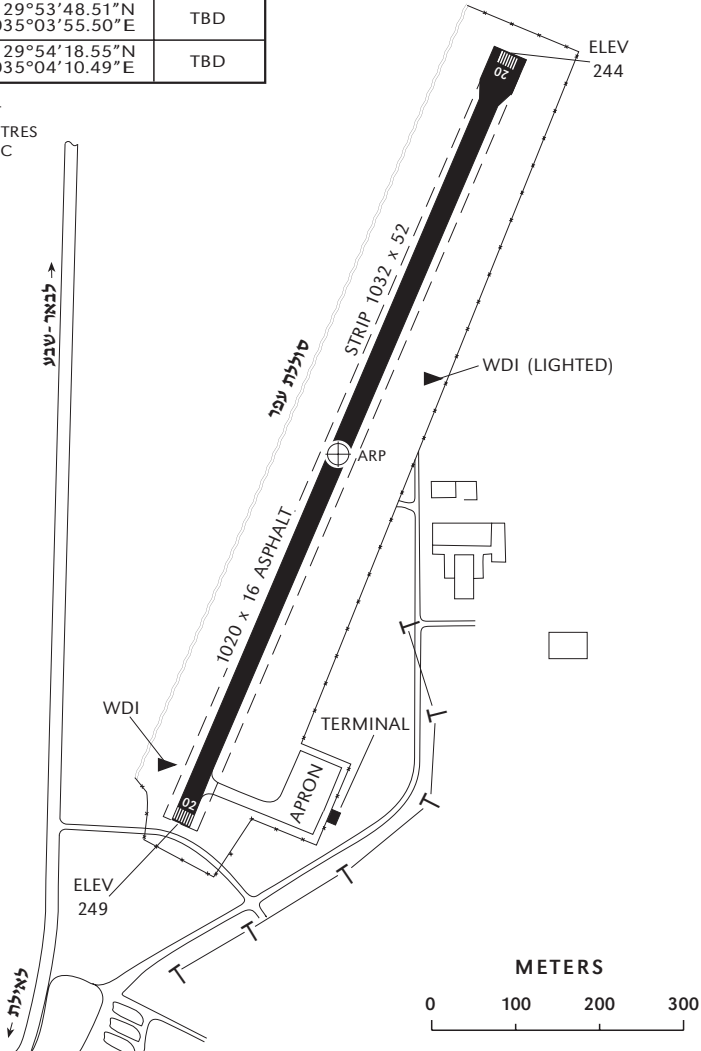 29°53'48.51"N
035°03'55.50"E
TBD
29°54'18.55"N
035°04'10.49"E
TBD
ELEV
244
20
לבאר-שבע
STRIP 1032 x 52
סוללת עפר
WDI (LIGHTED)
ARP
1020 x 16 ASPHALT
WDI
TERMINAL
APRON
02
ELEV
249
T
T
T
T
T
T
לאילת
METERS
0 100 200 300